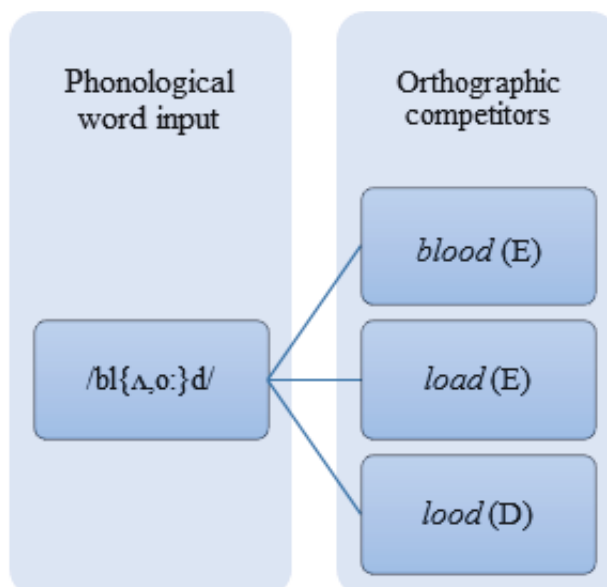 Phonological
word input
Orthographic
competitors
blood (E)
/bl{ʌ,o:}d/
load (E)
lood (D)